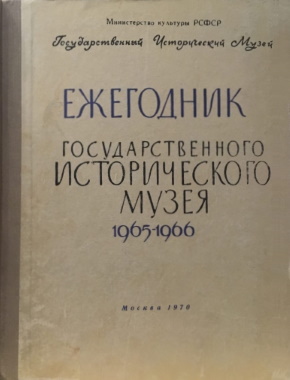 Министерство культуры РСФСР
Государственный Исторический Музей
ЕЖЕГОДНИК
ГОСУДАРСТВЕННОГО
ИСТОРИЧЕСКОГО
МУЗЕЯ
1965-1966
Москва 1970